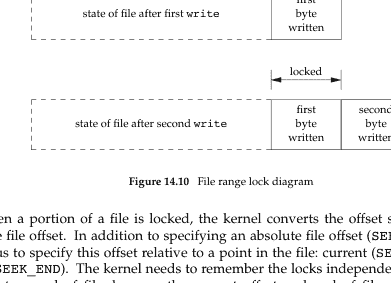 first
byte
written
state of file after first write
locked
first
byte
written
second
byte
written
state of file after second write
Figure 14.10 File range lock diagram
en a portion of a file is locked, the kernel converts the offset s
e file offset. In addition to specifying an absolute file offset (SE
us to specify this offset relative to a point in the file: current (SE
SEEK_END). The kernel needs to remember the locks independe